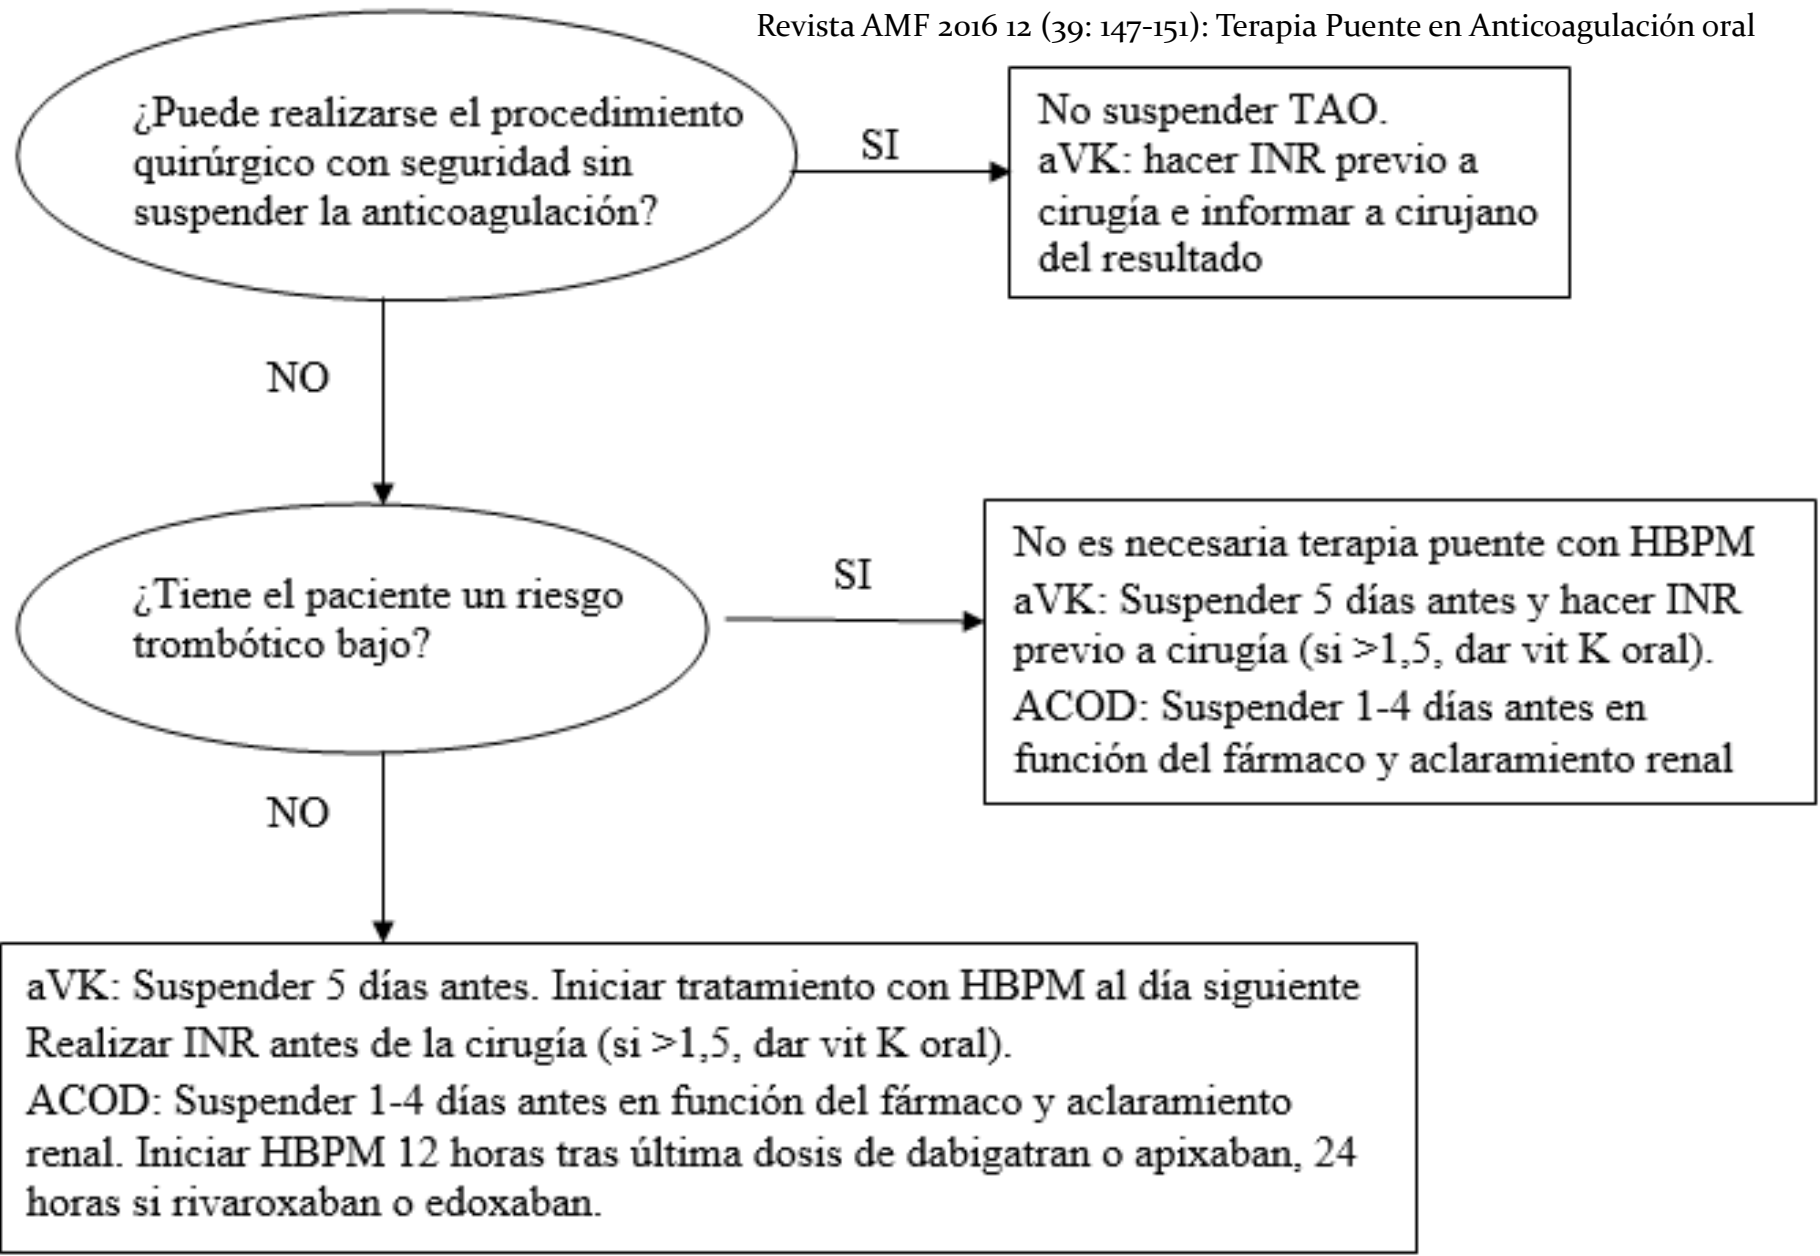 Revista AMF 2016 12 (39: 147-151): Terapia Puente en Anticoagulación oral
¿Puede realizarse el procedimiento
quirúrgico con seguridad sin
suspender la anticoagulación?
SI
No suspender TAO.
aVK: hacer INR previo a
cirugía e informar a cirujano
del resultado
NO
¿Tiene el paciente un riesgo
trombótico bajo?
SI
No es necesaria terapia puente con HBPM
aVK: Suspender 5 días antes y hacer INR
previo a cirugía (si >1,5, dar vit K oral).
ACOD: Suspender 1-4 días antes en
función del fármaco y aclaramiento renal
NO
aVK: Suspender 5 días antes. Iniciar tratamiento con HBPM al día siguiente
Realizar INR antes de la cirugía (si >1,5, dar vit K oral).
ACOD: Suspender 1-4 días antes en función del fármaco y aclaramiento
renal. Iniciar HBPM 12 horas tras última dosis de dabigatran o apixaban, 24
horas si rivaroxaban o edoxaban.